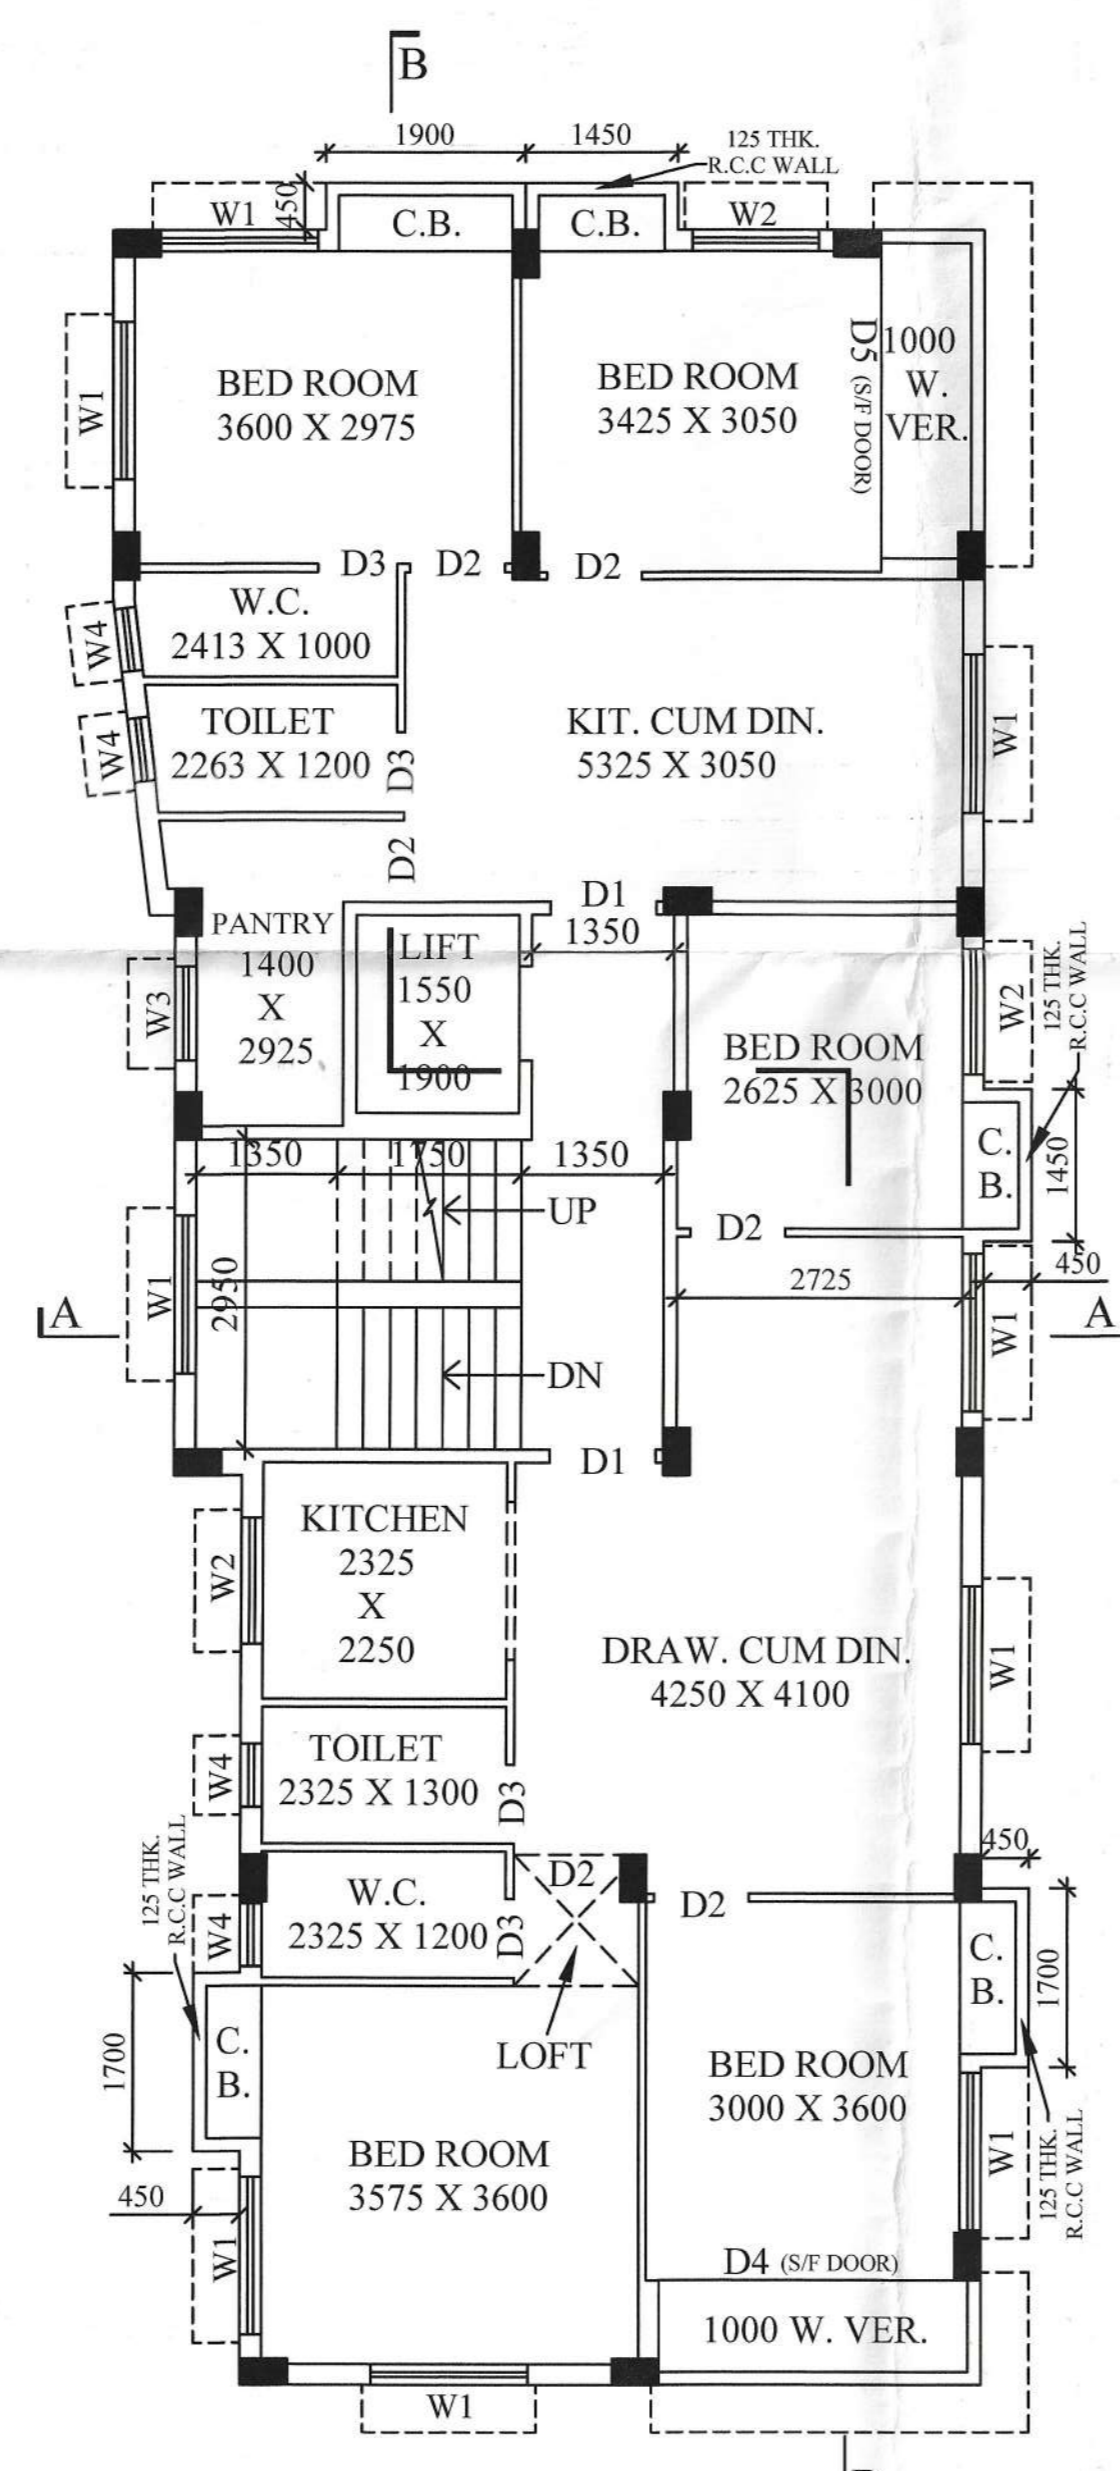 B
1900
1450
125 THK.
R.C.C WALL
450
W1
C.B.
C.B.
W2
W1
BED ROOM
3600 X 2975
BED ROOM
3425 X 3050
D5 (S/F DOOR)
1000
W.
VER.
D3
D2
D2
W4
W.C.
2413 X 1000
W4
TOILET
2263 X 1200
D3
KIT. CUM DIN.
5325 X 3050
W1
D2
D1
PANTRY
1400
X
2925
LIFT
1550
X
1900
1350
W3
BED ROOM
2625 X 3000
W2
125 THK.
R.C.C WALL
C.
B.
1450
1350
1750
1350
UP
D2
2725
450
W1
2950
A
A
W1
DN
D1
KITCHEN
2325
X
2250
W2
DRAW. CUM DIN.
4250 X 4100
W1
TOILET
2325 X 1300
W4
D3
450
125 THK.
R.C.C WALL
W.C.
2325 X 1200
W4
D3
D2
D2
LOFT
C.
B.
1700
1700
C.
B.
BED ROOM
3000 X 3600
BED ROOM
3575 X 3600
W1
125 THK.
R.C.C WALL
450
W1
D4 (S/F DOOR)
1000 W. VER.
W1